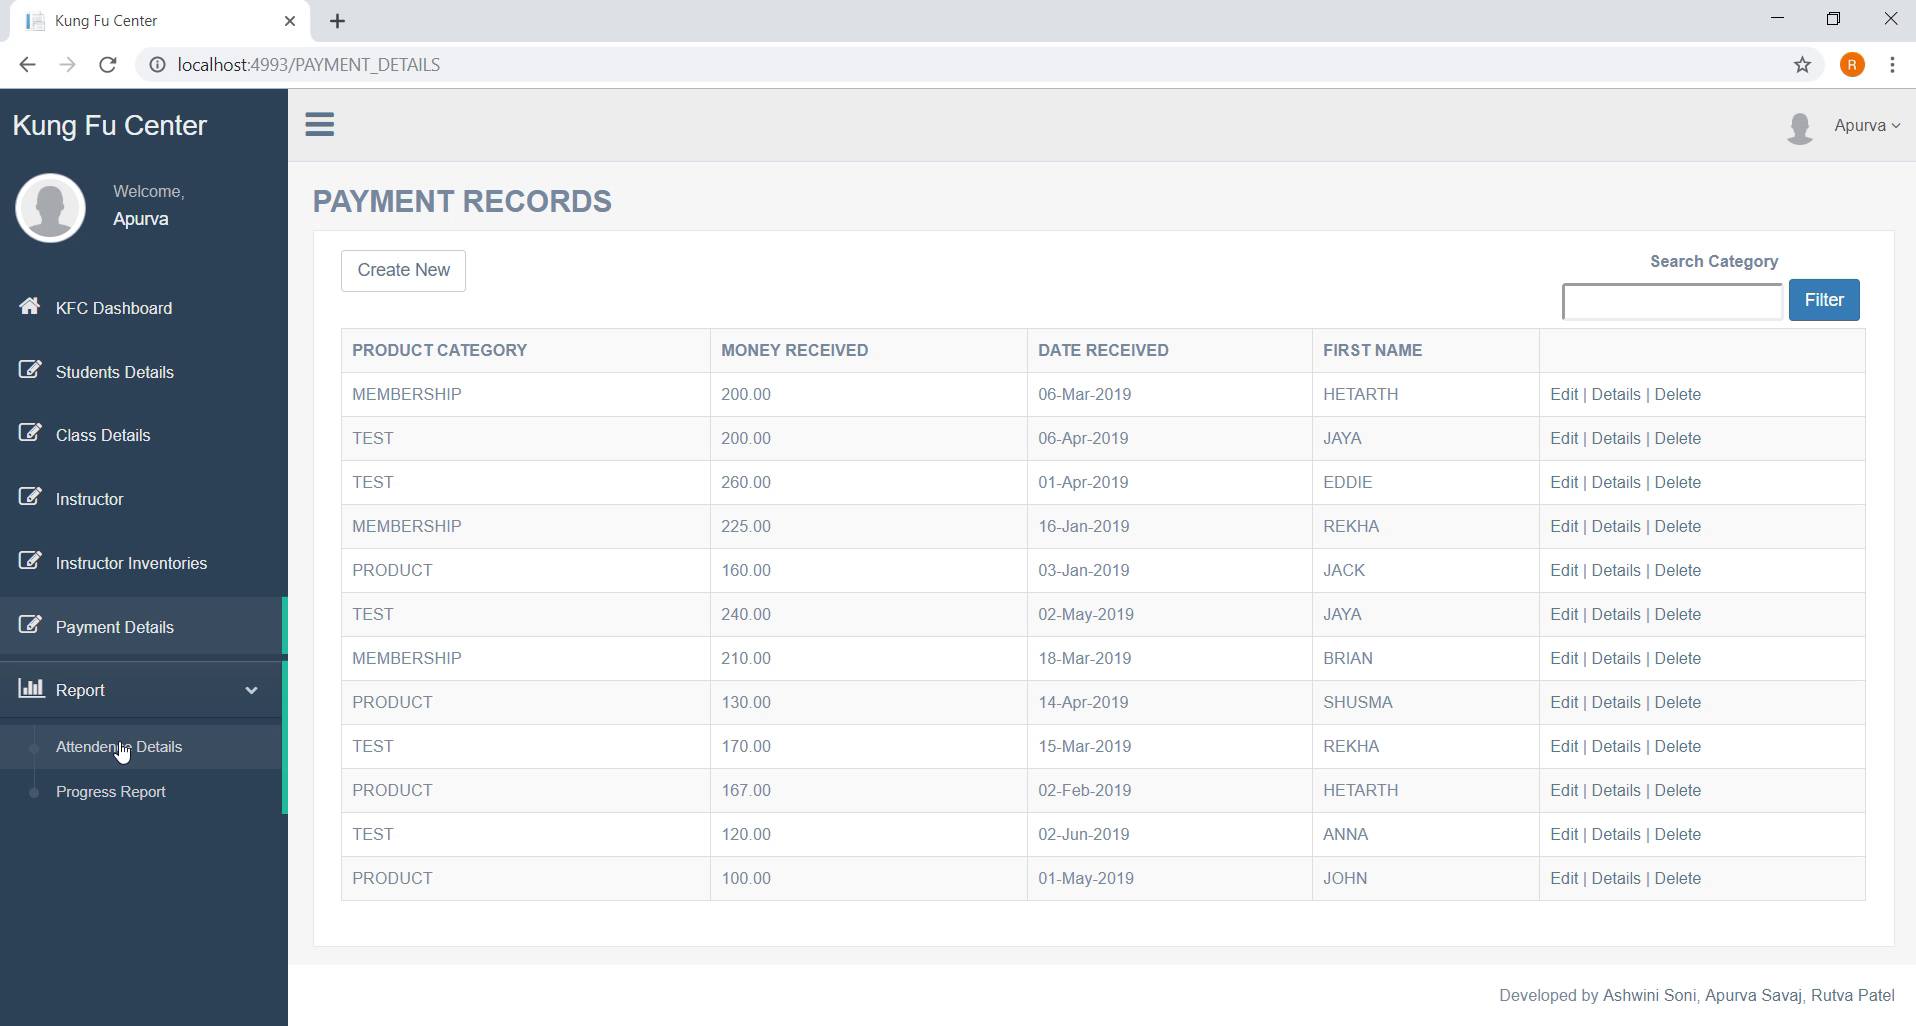 Kung Fu Center
localhost:4993/PAYMENT_DETAILS
R
Kung Fu Center
Apurva
Welcome,
Apurva
KFC Dashboard
Students Details
Class Details
Instructor
Instructor Inventories
Payment Details
Report
Details
Progress Report
PAYMENT RECORDS
Create New
Search Category
Filter
PRODUCT CATEGORY MONEY RECEIVED DATE RECEIVED FIRST NAME
MEMBERSHIP 200.00 06-Mar-2019 HETARTH Edit | Details | Delete
TEST 200.00 06-Apr-2019 JAYA Edit | Details | Delete
TEST 260.00 01-Apr-2019 EDDIE Edit | Details | Delete
MEMBERSHIP 225.00 16-Jan-2019 REKHA Edit | Details | Delete
PRODUCT 160.00 03-Jan-2019 JACK Edit | Details | Delete
TEST 240.00 02-May-2019 JAYA Edit | Details | Delete
MEMBERSHIP 210.00 18-Mar-2019 BRIAN Edit | Details | Delete
PRODUCT 130.00 14-Apr-2019 SHUSMA Edit | Details | Delete
TEST 170.00 15-Mar-2019 REKHA Edit | Details | Delete
PRODUCT 167.00 02-Feb-2019 HETARTH Edit | Details | Delete
TEST 120.00 02-Jun-2019 ANNA Edit | Details | Delete
PRODUCT 100.00 01-May-2019 JOHN Edit | Details | Delete
Developed by Ashwini Soni, Apurva Savaj, Rutva Patel